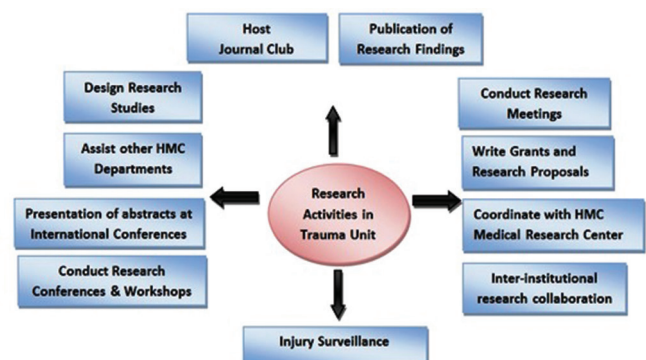 Host
Journal Club
Publication of
Research Findings
Design Research
Studies
Conduct Research
Meetings
Assist other HMC
Departments
Write Grants and
Research Proposals
Research
Activities in
Trauma Unit
Presentation of abstracts at
International Conferences
Coordinate with HMC
Medical Research Center
Conduct Research
Conferences & Workshops
Inter-institutional
research collaboration
Injury Surveillance